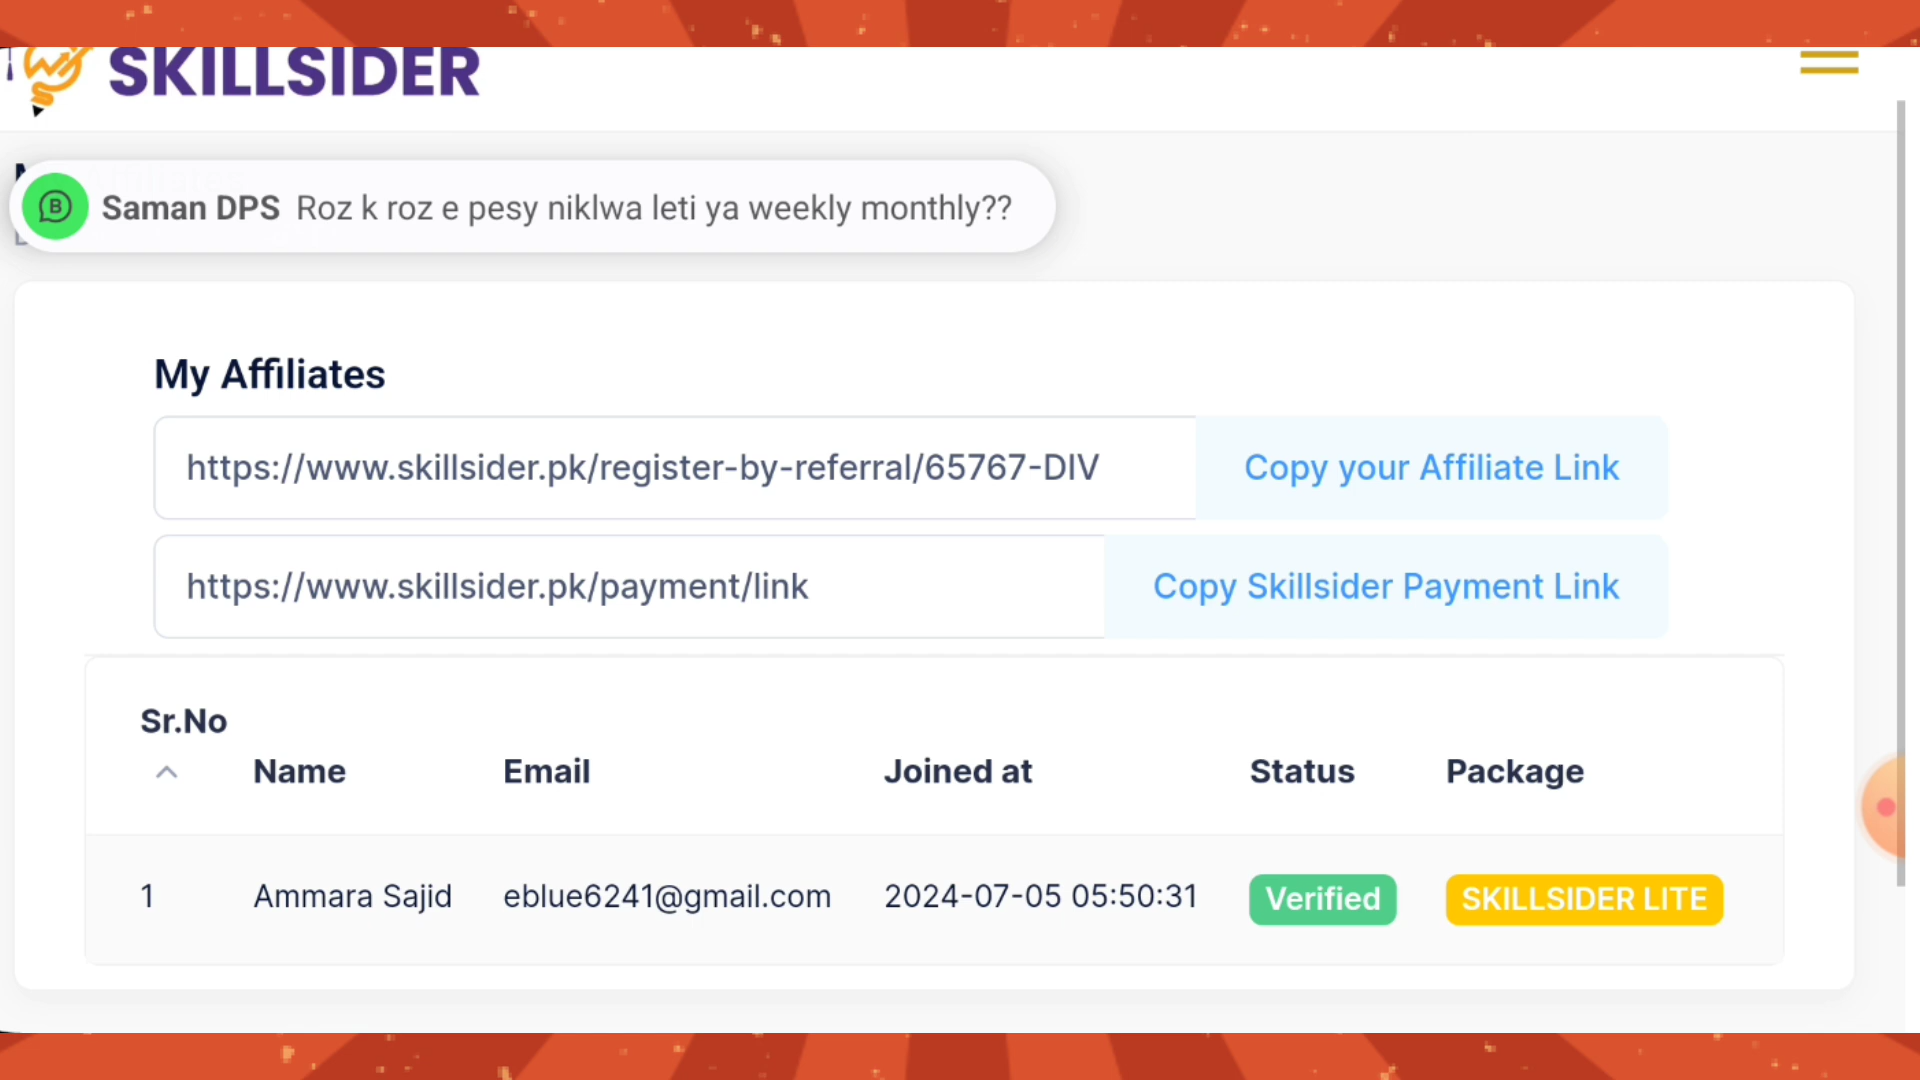 SKILLSIDER
Saman DPS Roz k roz e pesy niklwa leti ya weekly monthly??
My Affiliates
https://www.skillsider.pk/register-by-referral/65767-DIV Copy your Affiliate Link
https://www.skillsider.pk/payment/link Copy Skillsider Payment Link
Sr.No
Name Email Joined at Status Package
1 Ammara Sajid eblue6241@gmail.com 2024-07-05 05:50:31 Verified SKILLSIDER LITE